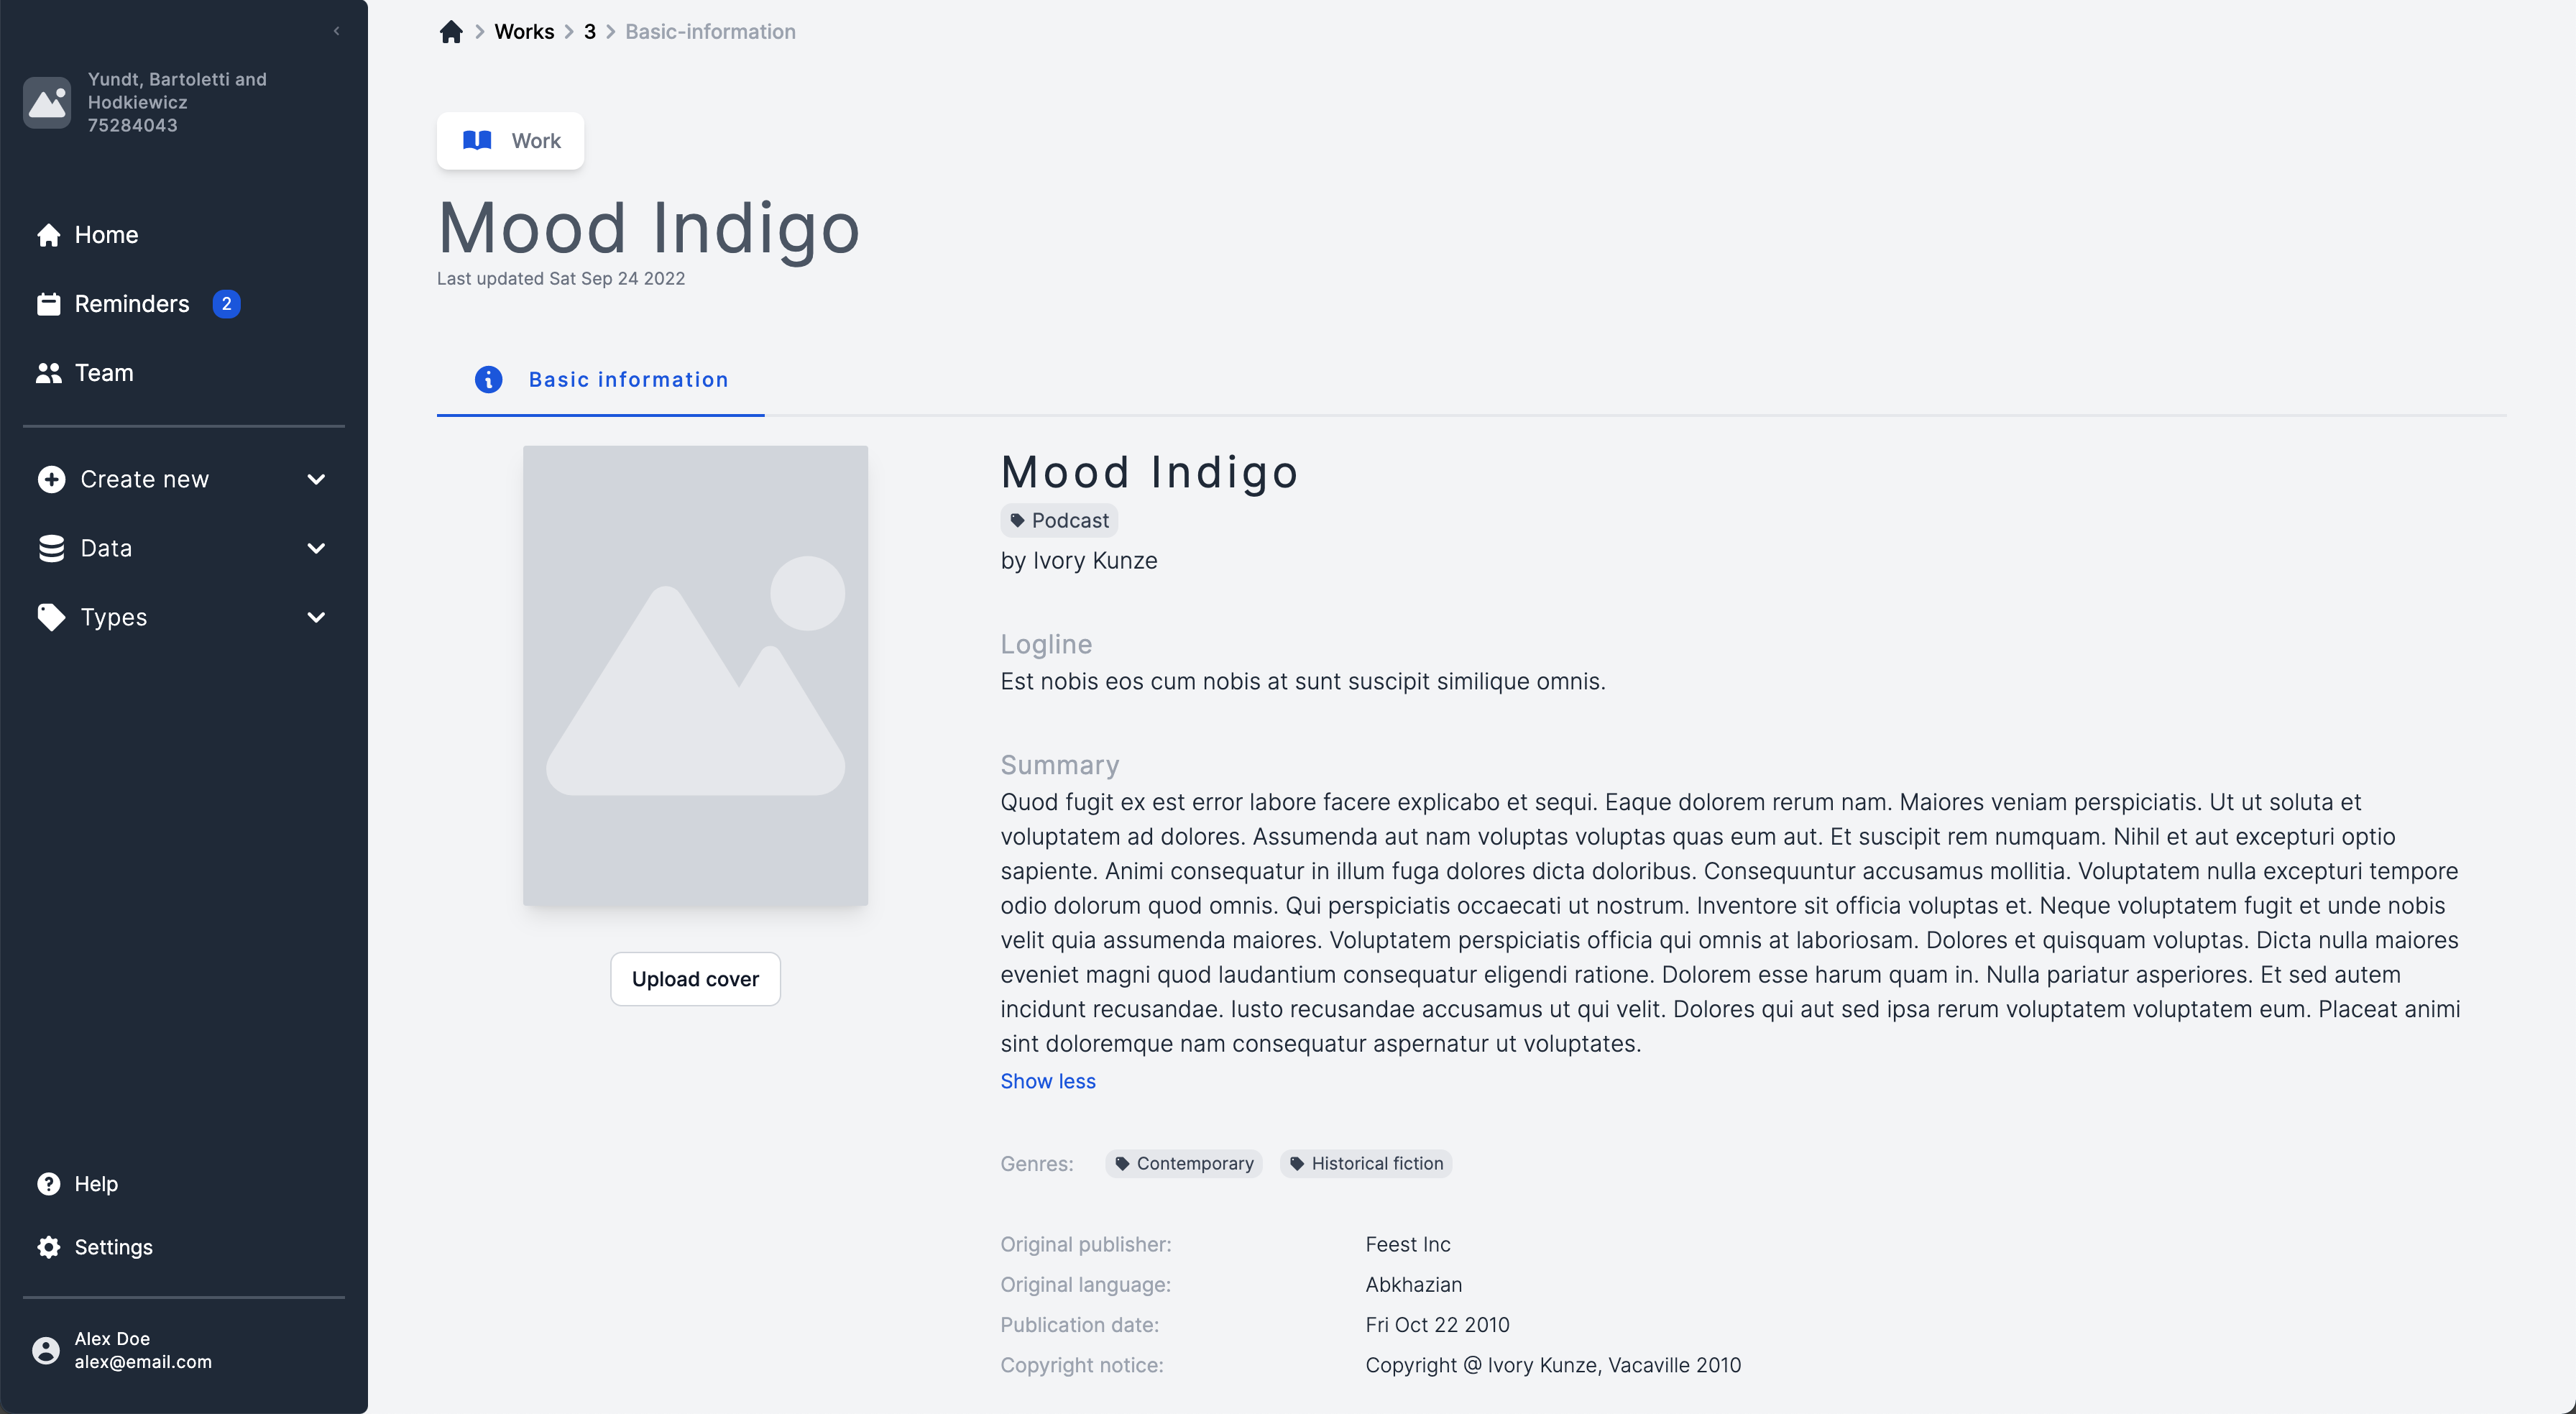 Yundt, Bartoletti and
Hodkiewicz
75284043
Home
Reminders 2
Team
Create new
Data
Types
Help
Settings
Alex Doe
alex@email.com
Works 3 Basic-information
Work
Mood Indigo
Last updated Sat Sep 24 2022
Basic information
Upload cover
Mood Indigo
Podcast
by Ivory Kunze
Logline
Est nobis eos cum nobis at sunt suscipit similique omnis.
Summary
Quod fugit ex est error labore facere explicabo et sequi. Eaque dolorem rerum nam. Maiores veniam perspiciatis. Ut ut soluta et
voluptatem ad dolores. Assumenda aut nam voluptas voluptas quas eum aut. Et suscipit rem numquam. Nihil et aut excepturi optio
sapiente. Animi consequatur in illum fuga dolores dicta doloribus. Consequuntur accusamus mollitia. Voluptatem nulla excepturi tempore
odio dolorum quod omnis. Qui perspiciatis occaecati ut nostrum. Inventore sit officia voluptas et. Neque voluptatem fugit et unde nobis
velit quia assumenda maiores. Voluptatem perspiciatis officia qui omnis at laboriosam. Dolores et quisquam voluptas. Dicta nulla maiores
eveniet magni quod laudantium consequatur eligendi ratione. Dolorem esse harum quam in. Nulla pariatur asperiores. Et sed autem
incidunt recusandae. Iusto recusandae accusamus ut qui velit. Dolores qui aut sed ipsa rerum voluptatem voluptatem eum. Placeat animi
sint doloremque nam consequatur aspernatur ut voluptates.
Show less
Genres: Contemporary Historical fiction
Original publisher: Feest Inc
Original language: Abkhazian
Publication date: Fri Oct 22 2010
Copyright notice: Copyright @ Ivory Kunze, Vacaville 2010